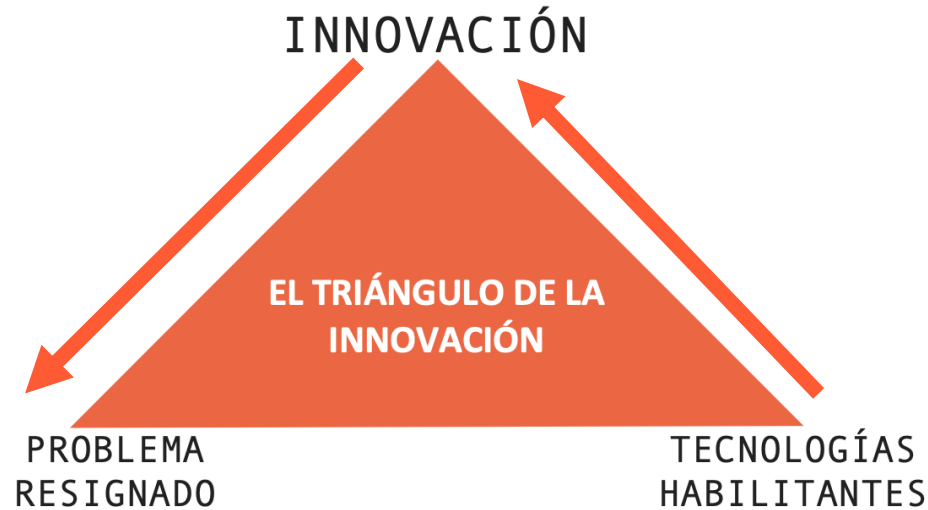 INNOVACIÓN
EL TRIÁNGULO DE LA
INNOVACIÓN
PROBLEMA
RESIGNADO
TECNOLOGÍAS
HABILITANTES